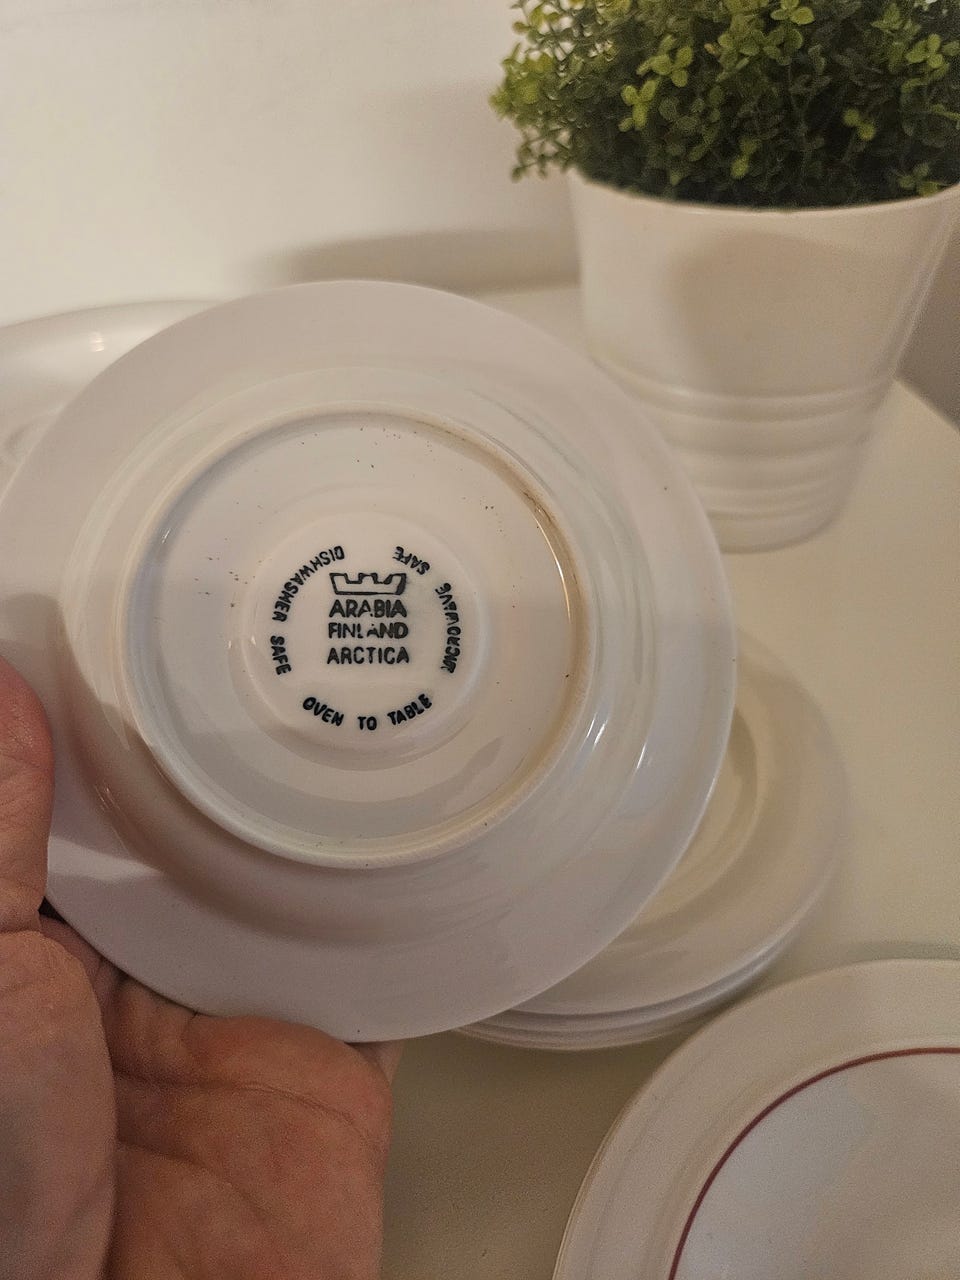 ARABIA
FINLAND
ARCTICA
DISHWASHER SAFE
MICROWAVE SAFE
OVEN TO TABLE